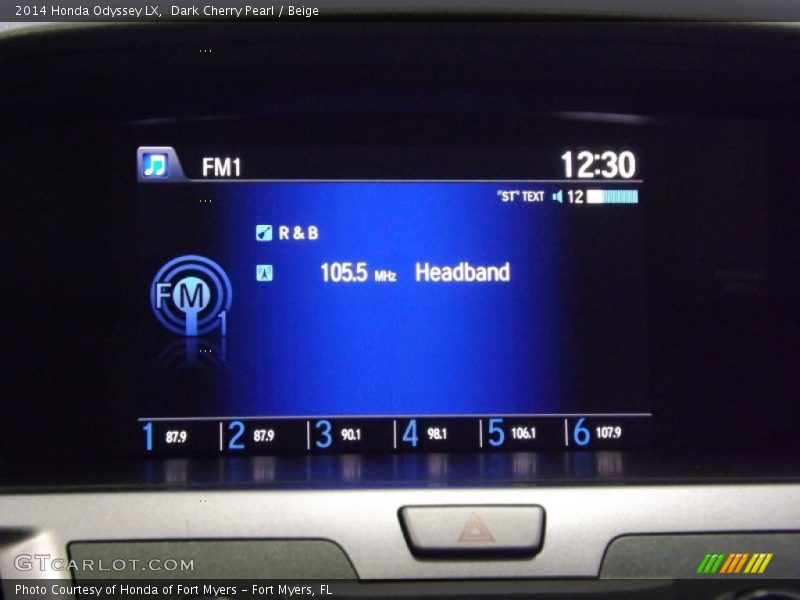 2014 Honda Odyssey LX, Dark Cherry Pearl / Beige
FM1
12:30
"ST" TEXT 12
R & B
105.5 MHz Headband
FM 1
1 87.9 2 87.9 3 90.1 4 98.1 5 106.1 6 107.9
GTCARLOT.COM
Photo Courtesy of Honda of Fort Myers - Fort Myers, FL